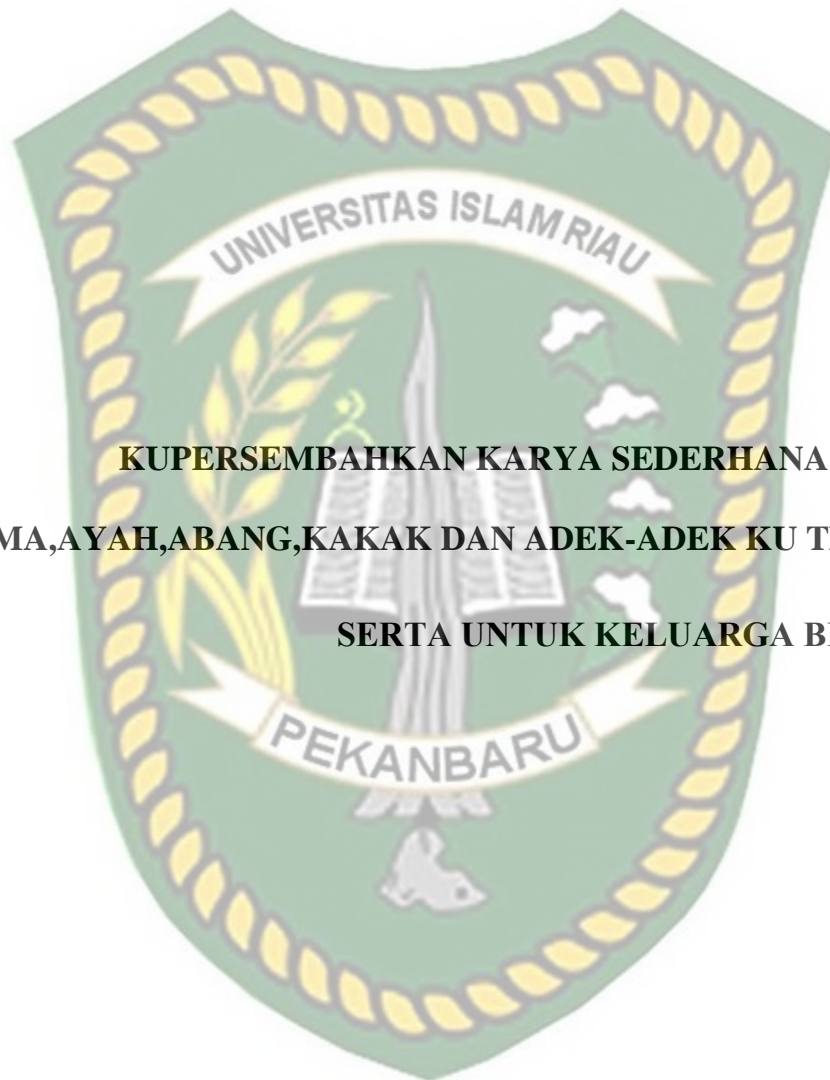 UNIVERSITAS ISLAM RIAU
KUPERSEMBAHKAN KARYA SEDERHANA
MA,AYAH,ABANG,KAKAK DAN ADEK-ADEK KU
SERTA UNTUK KELUARGA
PEKANBARU